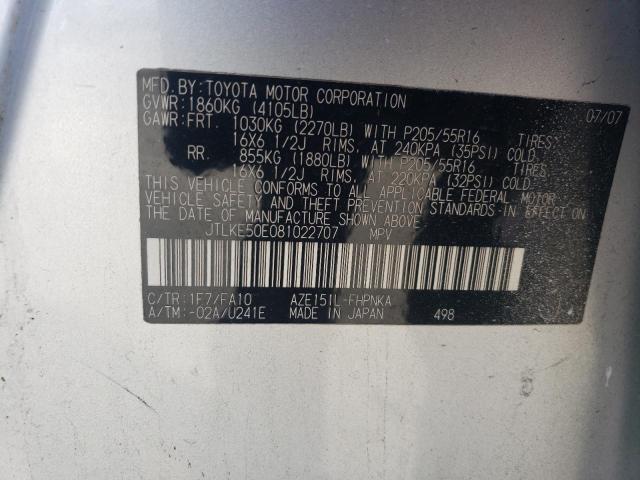 MFD. BY: TOYOTA MOTOR CORPORATION 07/07
GVWR: 1860KG (4105LB)
GAWR: FRT. 1030KG (2270LB) WITH P205/55R16 TIRES
16X6 1/2J RIMS, AT 240KPA (35PSI) COLD.
RR. 855KG (1880LB) WITH P205/55R16 TIRES
16X6 1/2J RIMS, AT 220KPA (32PSI) COLD.
THIS VEHICLE CONFORMS TO ALL APPLICABLE FEDERAL MOTOR
VEHICLE SAFETY AND THEFT PREVENTION STANDARDS IN EFFECT ON
THE DATE OF MANUFACTURE SHOWN ABOVE.
JTLKE50E081022707 MPV
C/TR: 1F7/FA10 AZE151L-FHPNKA
A/TM: -02A/U241E MADE IN JAPAN 498